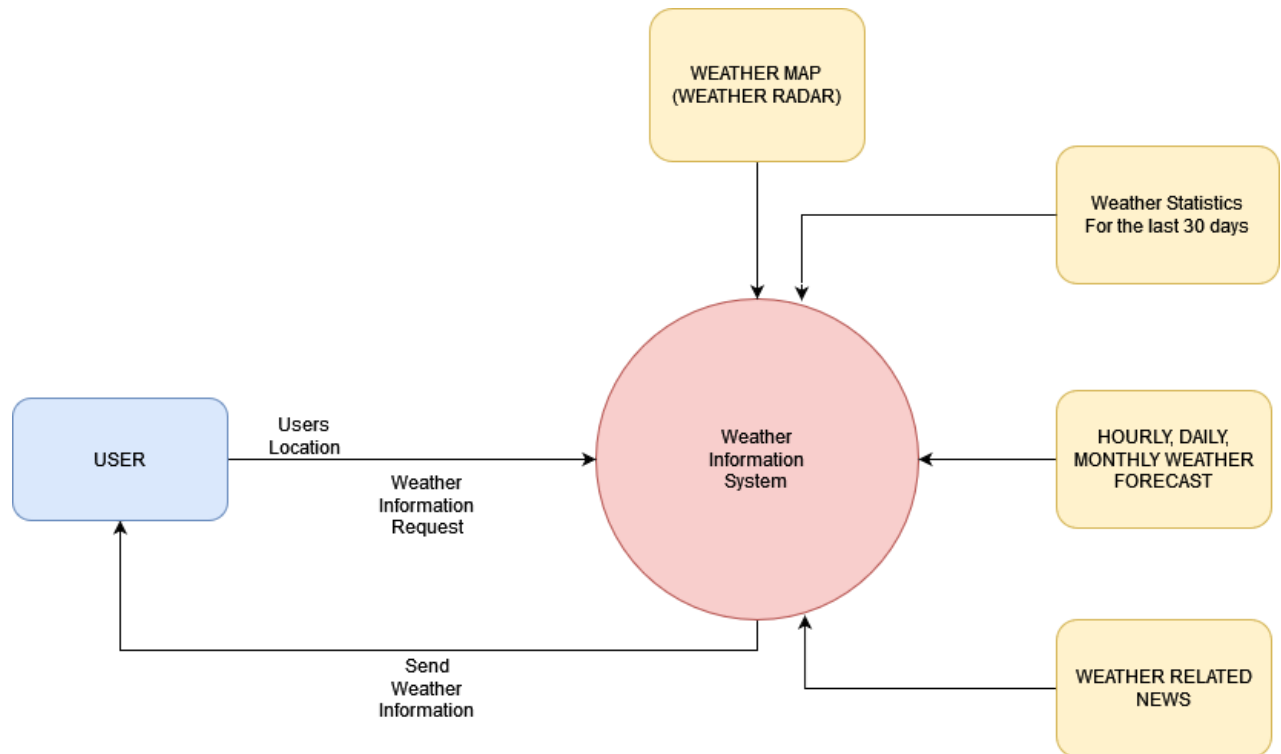 WEATHER MAP
(WEATHER RADAR)
Weather Statistics
For the last 30 days
USER
Users
Location
Weather
Information
Request
Weather
Information
System
HOURLY, DAILY,
MONTHLY WEATHER
FORECAST
Send
Weather
Information
WEATHER RELATED
NEWS